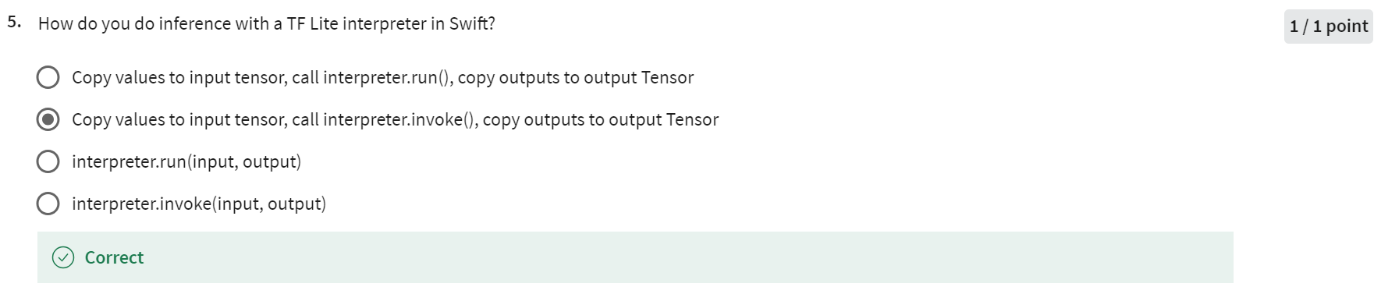 5. How do you do inference with a TF Lite interpreter in Swift?
1 / 1 point
Copy values to input tensor, call interpreter.run(), copy outputs to output Tensor
Copy values to input tensor, call interpreter.invoke(), copy outputs to output Tensor
interpreter.run(input, output)
interpreter.invoke(input, output)
Correct